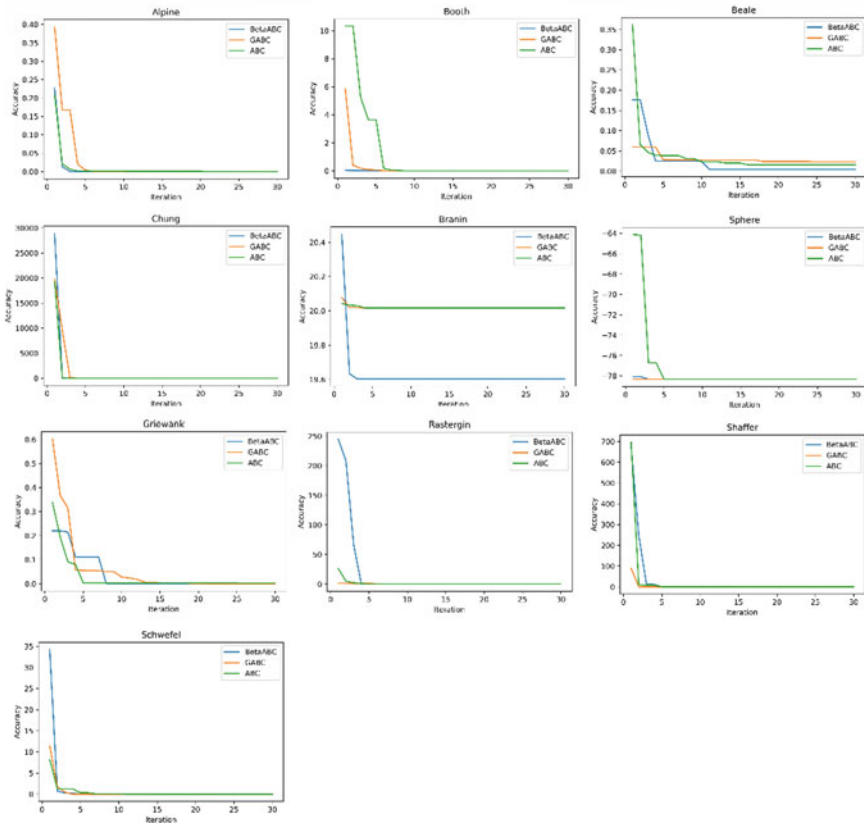 Alpine
0.40
0.35
0.30
0.25
0.20
0.15
0.10
0.05
0.00
Accuracy
BetaABC
GABC
ABC
0 5 10 15 20 25 30
Iteration
Booth
10
8
6
4
2
0
Accuracy
BetaABC
GABC
ABC
0 5 10 15 20 25 30
Iteration
Beale
0.35
0.30
0.25
0.20
0.15
0.10
0.05
0.00
Accuracy
BetaABC
GABC
ABC
0 5 10 15 20 25 30
Iteration
Chung
30000
25000
20000
15000
10000
5000
0
Accuracy
BetaABC
GABC
ABC
0 5 10 15 20 25 30
Iteration
Branin
20.4
20.2
20.0
19.8
19.6
Accuracy
BetaABC
GABC
ABC
0 5 10 15 20 25 30
Iteration
Sphere
−64
−66
−68
−70
−72
−74
−76
−78
Accuracy
BetaABC
GABC
ABC
0 5 10 15 20 25 30
Iteration
Griewank
0.6
0.5
0.4
0.3
0.2
0.1
0.0
Accuracy
BetaABC
GABC
ABC
0 5 10 15 20 25 30
Iteration
Rastergin
250
200
150
100
50
0
Accuracy
BetaABC
GABC
ABC
0 5 10 15 20 25 30
Iteration
Shaffer
700
600
500
400
300
200
100
0
Accuracy
BetaABC
GABC
ABC
0 5 10 15 20 25 30
Iteration
Schwefel
35
30
25
20
15
10
5
0
Accuracy
BetaABC
GABC
ABC
0 5 10 15 20 25 30
Iteration